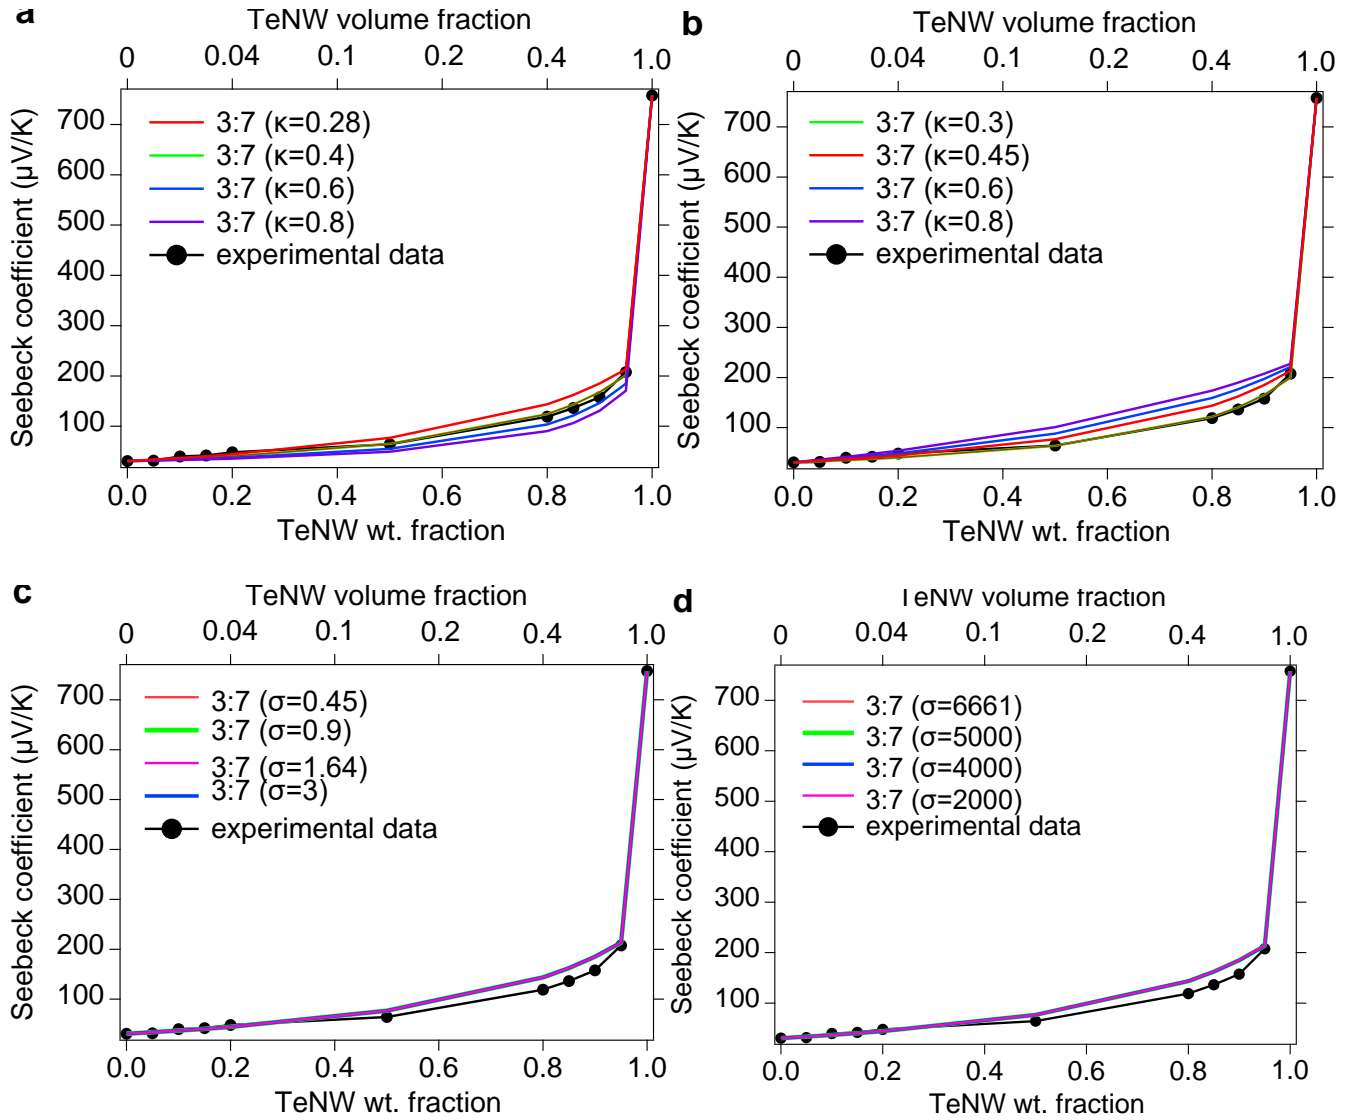 a
TeNW volume fraction
0 0.04 0.1 0.2 0.4 1.0
Seebeck coefficient (µV/K)
700
600
500
400
300
200
100
3:7 (κ=0.28)
3:7 (κ=0.4)
3:7 (κ=0.6)
3:7 (κ=0.8)
experimental data
0.0 0.2 0.4 0.6 0.8 1.0
TeNW wt. fraction
b
TeNW volume fraction
0 0.04 0.1 0.2 0.4 1.0
Seebeck coefficient (µV/K)
700
600
500
400
300
200
100
3:7 (κ=0.3)
3:7 (κ=0.45)
3:7 (κ=0.6)
3:7 (κ=0.8)
experimental data
0.0 0.2 0.4 0.6 0.8 1.0
TeNW wt. fraction
c
TeNW volume fraction
0 0.04 0.1 0.2 0.4 1.0
Seebeck coefficient (µV/K)
700
600
500
400
300
200
100
3:7 (σ=0.45)
3:7 (σ=0.9)
3:7 (σ=1.64)
3:7 (σ=3)
experimental data
0.0 0.2 0.4 0.6 0.8 1.0
TeNW wt. fraction
d
TeNW volume fraction
0 0.04 0.1 0.2 0.4 1.0
Seebeck coefficient (µV/K)
700
600
500
400
300
200
100
3:7 (σ=6661)
3:7 (σ=5000)
3:7 (σ=4000)
3:7 (σ=2000)
experimental data
0.0 0.2 0.4 0.6 0.8 1.0
TeNW wt. fraction